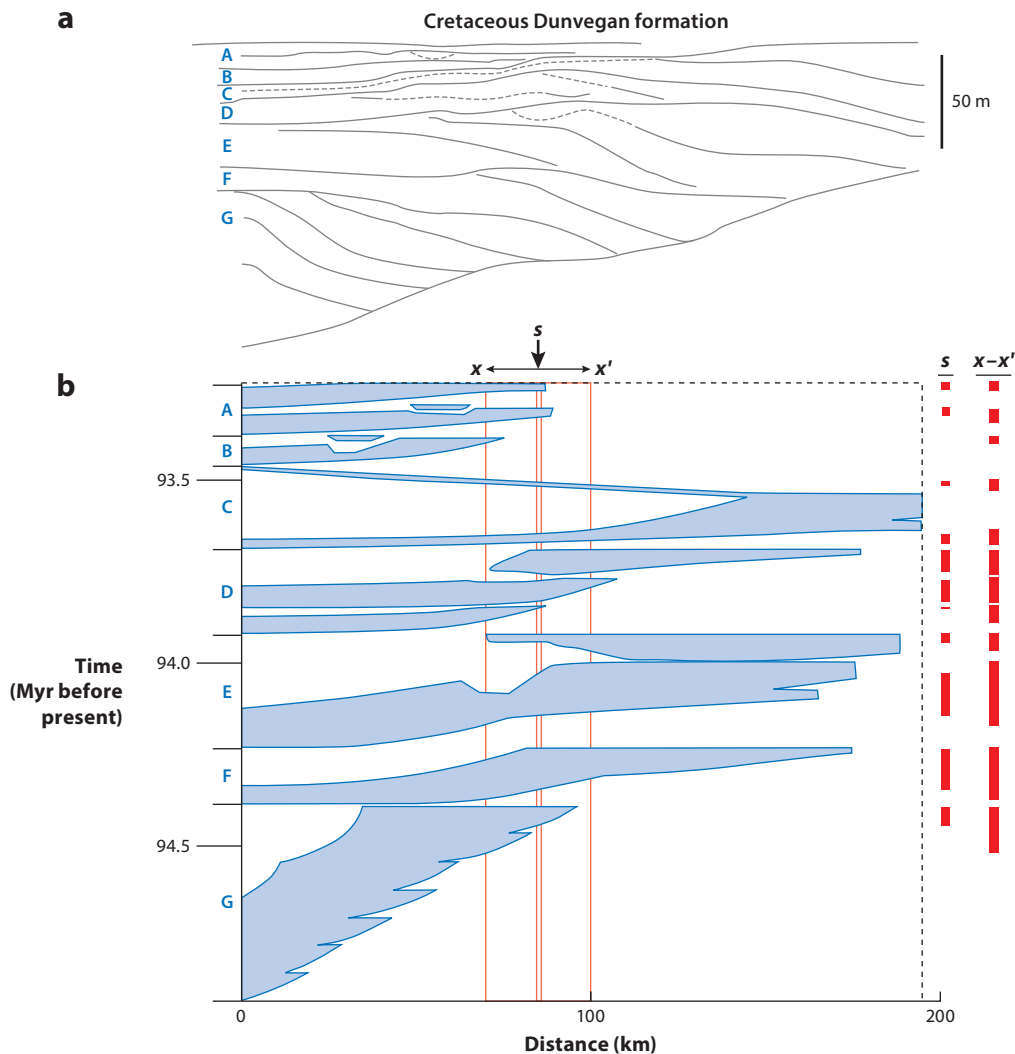 a
Cretaceous Dunvegan formation
A
B
C
D
E
F
G
50 m
s
x
x'
s
x–x'
b
A
B
93.5
C
D
94.0
Time
(Myr before
present)
E
F
94.5
G
0
100
200
Distance (km)